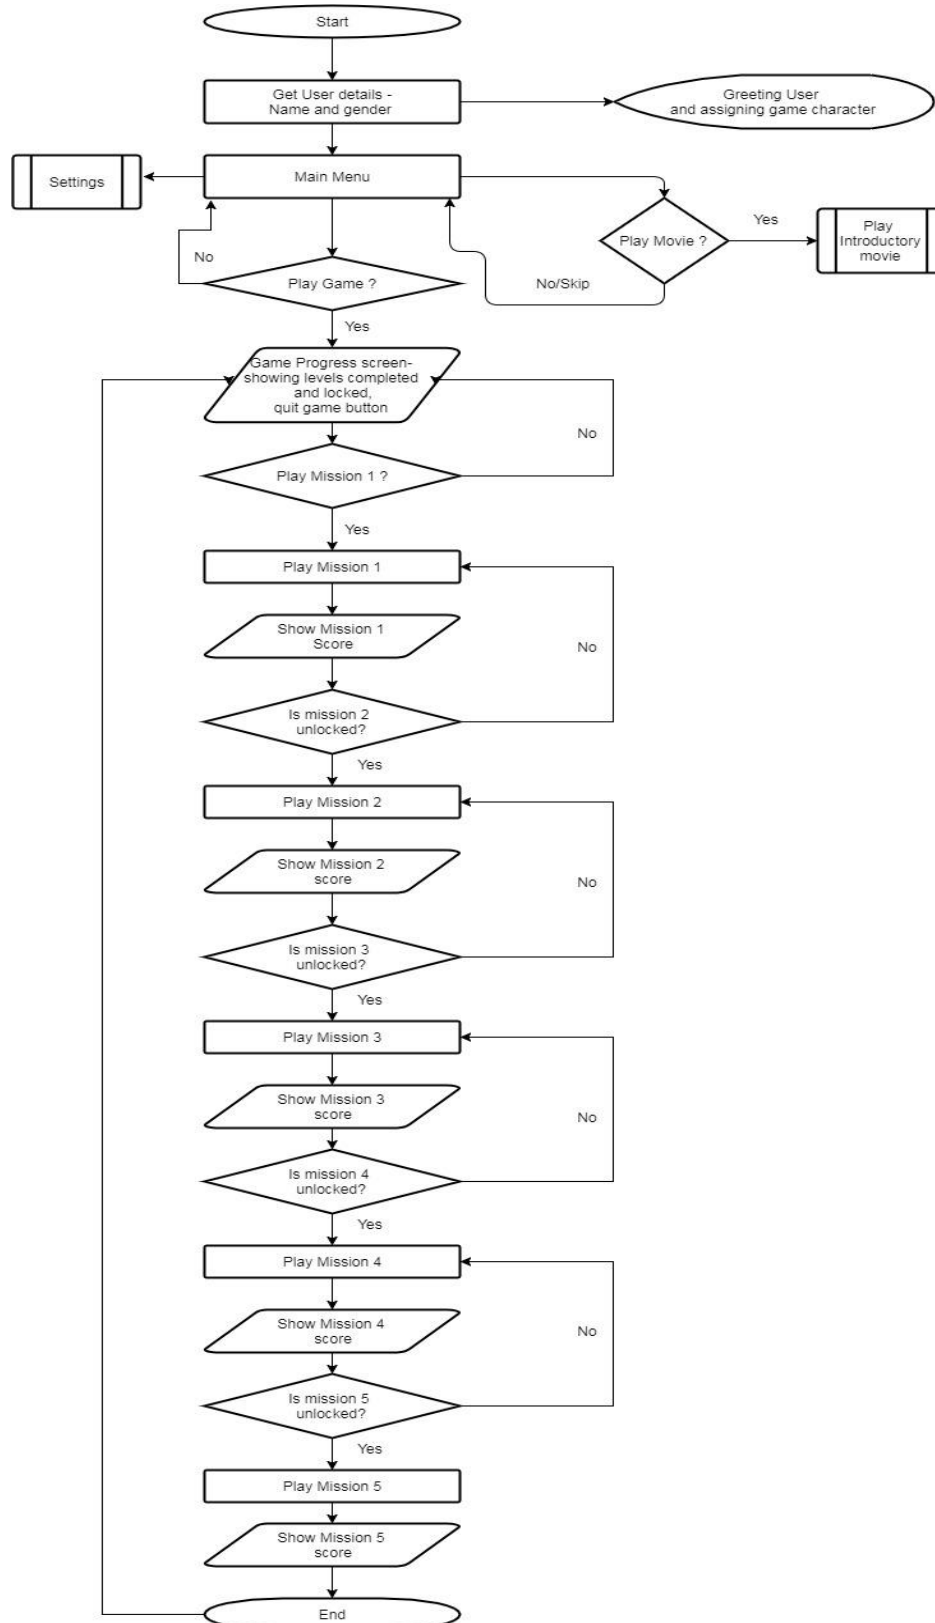 Start
Get User details -
Name and gender
Greeting User
and assigning game character
Settings
Main Menu
Play Movie ?
Yes
Play
Introductory
movie
No
Play Game ?
No/Skip
Yes
Game Progress screen-
showing levels completed
and locked,
quit game button
No
Play Mission 1 ?
Yes
Play Mission 1
Show Mission 1
Score
No
Is mission 2
unlocked?
Yes
Play Mission 2
Show Mission 2
score
No
Is mission 3
unlocked?
Yes
Play Mission 3
Show Mission 3
score
No
Is mission 4
unlocked?
Yes
Play Mission 4
Show Mission 4
score
No
Is mission 5
unlocked?
Yes
Play Mission 5
Show Mission 5
score
End